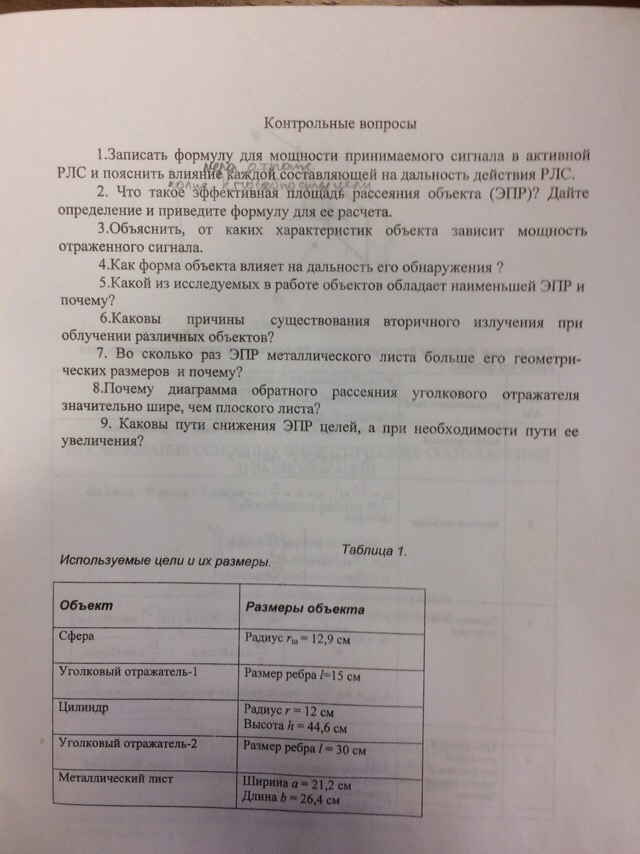 Контрольные вопросы
1.Записать формулу для мощности принимаемого сигнала в активной
РЛС и пояснить влияние каждой составляющей на дальность действия РЛС.
2. Что такое эффективная площадь рассеяния объекта (ЭПР)? Дайте
определение и приведите формулу для ее расчета.
3.Объяснить, от каких характеристик объекта зависит мощность
отраженного сигнала.
4.Как форма объекта влияет на дальность его обнаружения ?
5.Какой из исследуемых в работе объектов обладает наименьшей ЭПР и
почему?
6.Каковы причины существования вторичного излучения при
облучении различных объектов?
7. Во сколько раз ЭПР металлического листа больше его геометри-
ческих размеров и почему?
8.Почему диаграмма обратного рассеяния уголкового отражателя
значительно шире, чем плоского листа?
9. Каковы пути снижения ЭПР целей, а при необходимости пути ее
увеличения?
Таблица 1.
Используемые цели и их размеры.
Объект Размеры объекта
Сфера Радиус rш = 12,9 см
Уголковый отражатель-1 Размер ребра l=15 см
Цилиндр Радиус r = 12 см
Высота h = 44,6 см
Уголковый отражатель-2 Размер ребра l = 30 см
Металлический лист Ширина a = 21,2 см
Длина b = 26,4 см